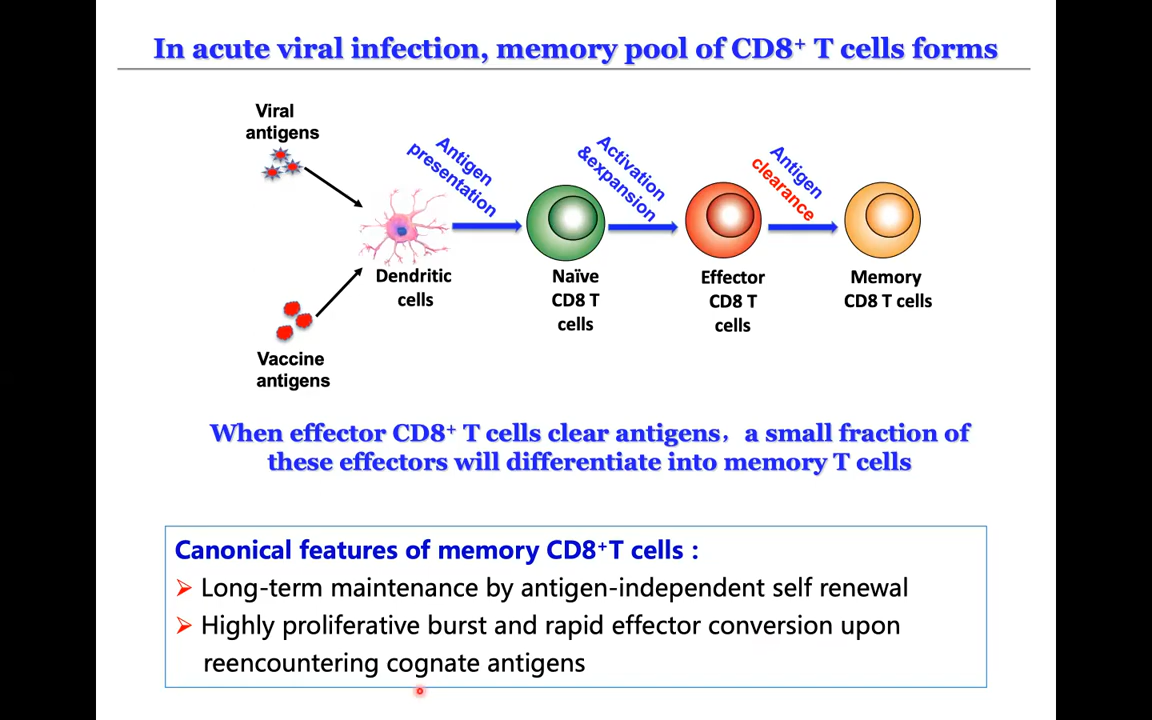 In acute viral infection, memory pool of CD8⁺ T cells forms
Viral
antigens
Antigen
presentation
Activation
&expansion
Antigen
clearance
Dendritic
cells
Naïve
CD8 T
cells
Effector
CD8 T
cells
Memory
CD8 T cells
Vaccine
antigens
When effector CD8⁺ T cells clear antigens，a small fraction of
these effectors will differentiate into memory T cells
Canonical features of memory CD8⁺T cells :
Long-term maintenance by antigen-independent self renewal
Highly proliferative burst and rapid effector conversion upon
reencountering cognate antigens